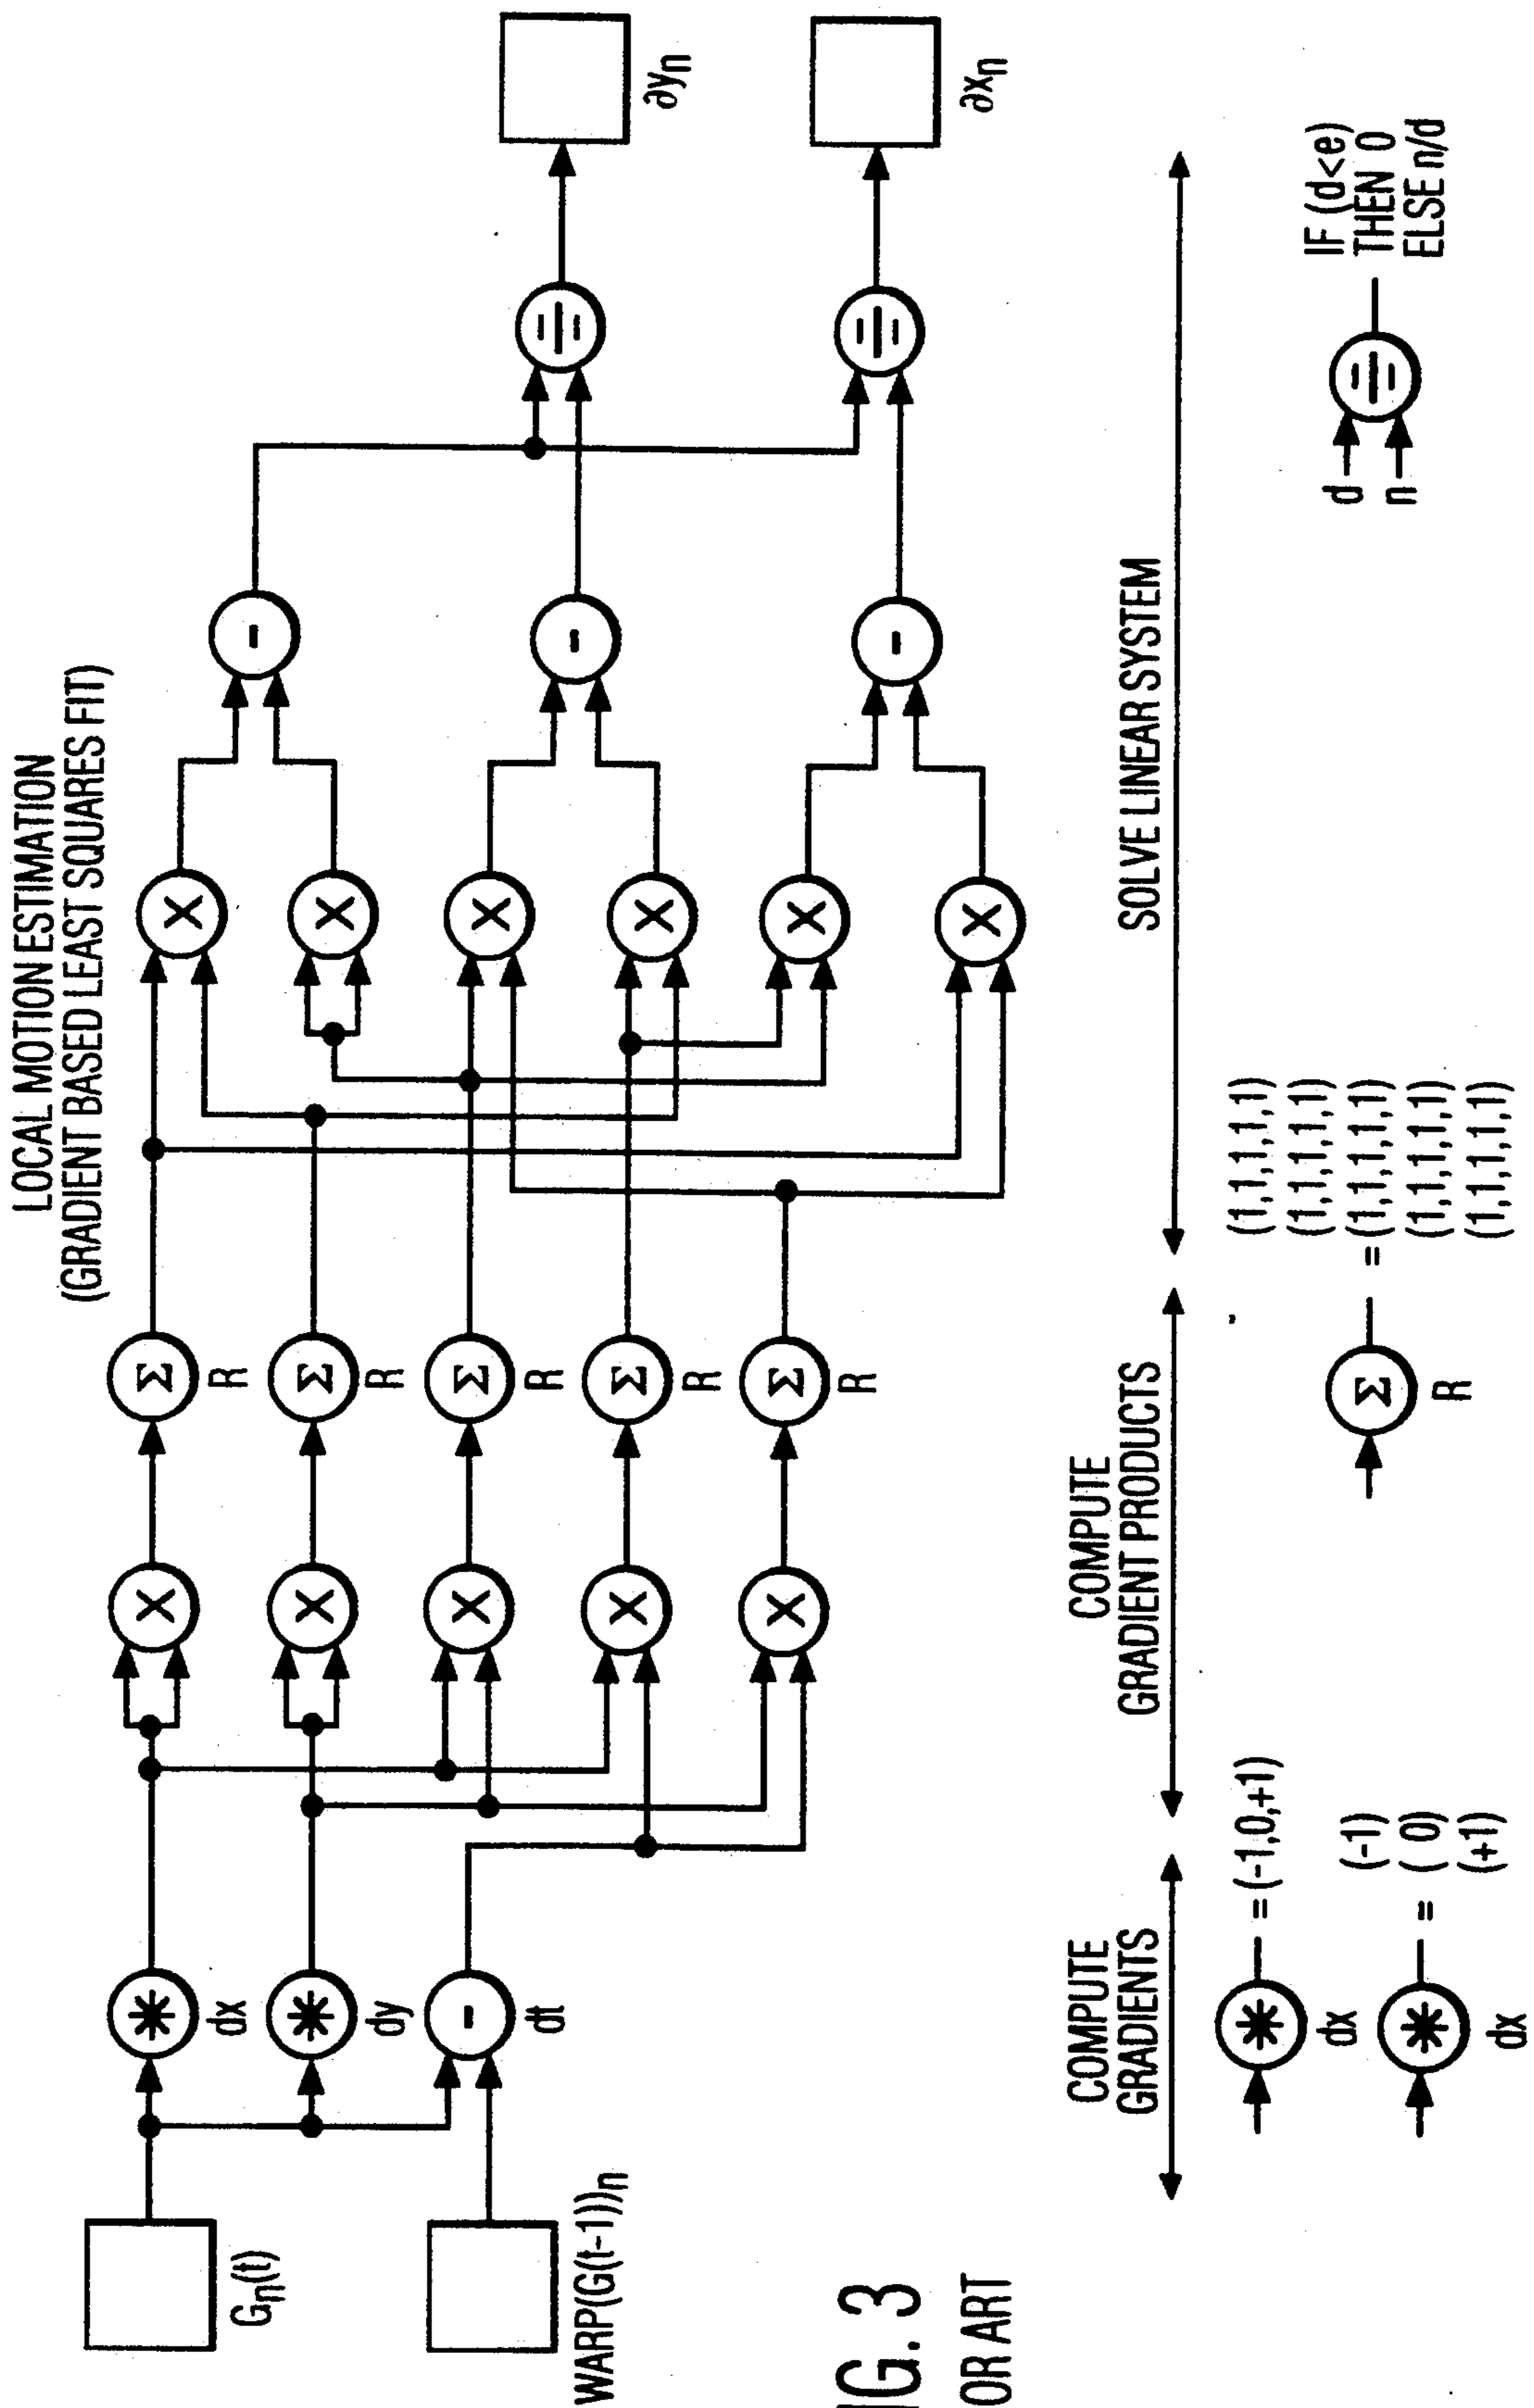 LOCAL MOTION ESTIMATION
(GRADIENT BASED LEAST SQUARES FIT)
Gn(t)
WARP(G(t-1))n
*
dx
*
dy
-
dt
X
X
X
X
X
Σ
R
Σ
R
Σ
R
Σ
R
Σ
R
X
X
X
X
X
X
-
-
-
÷
÷
∂yn
∂xn
COMPUTE
GRADIENTS
COMPUTE
GRADIENT PRODUCTS
SOLVE LINEAR SYSTEM
*
dx
= (-1,0,+1)
*
dx
(-1)
= ( 0)
(+1)
Σ
R
(1,1,1,1,1)
(1,1,1,1,1)
= (1,1,1,1,1)
(1,1,1,1,1)
(1,1,1,1,1)
d
n
÷
IF (d<e)
THEN 0
ELSE n/d
IG. 3
OR ART